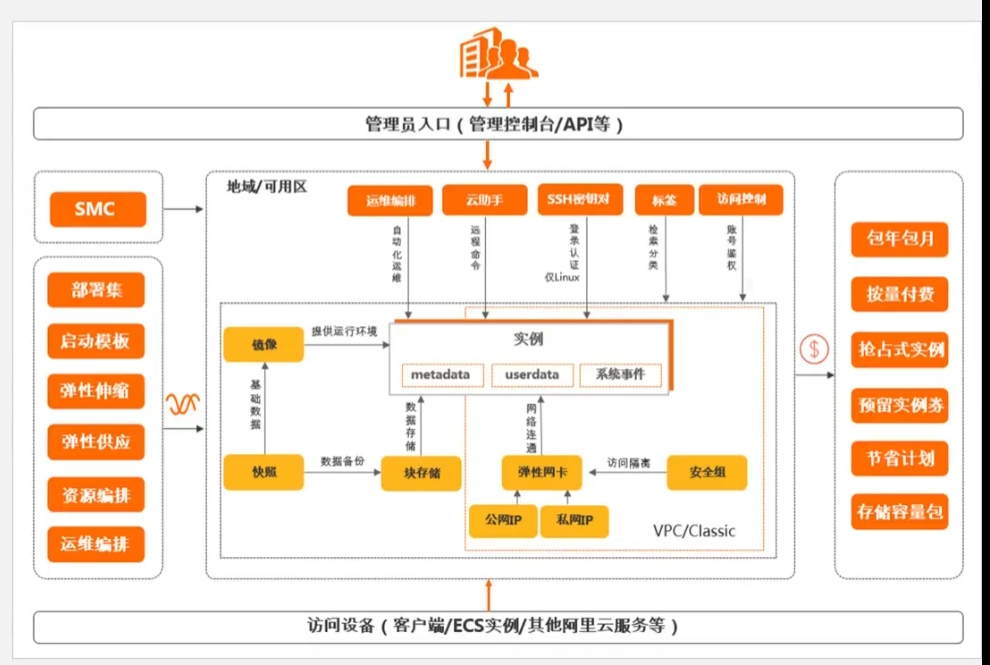 管理员入口（管理控制台/API等）
地域/可用区
SMC
运维编排
云助手
SSH密钥对
标签
访问控制
自动化运维
远程命令
登录认证
仅Linux
检索分类
账号鉴权
部署集
启动模板
弹性伸缩
弹性供应
资源编排
运维编排
镜像
提供运行环境
实例
metadata
userdata
系统事件
基础数据
数据存储
网络连通
快照
数据备份
块存储
弹性网卡
访问隔离
安全组
公网IP
私网IP
VPC/Classic
$
包年包月
按量付费
抢占式实例
预留实例券
节省计划
存储容量包
访问设备（客户端/ECS实例/其他阿里云服务等）